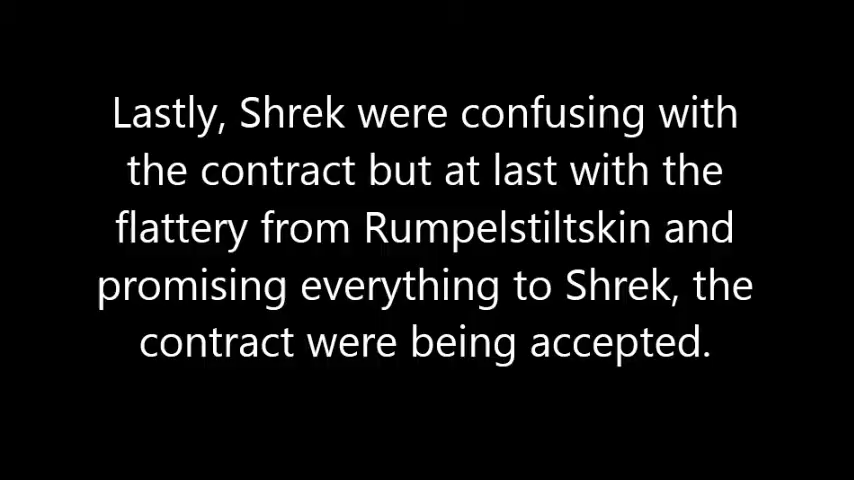 Lastly, Shrek were confusing with
the contract but at last with the
flattery from Rumpelstiltskin and
promising everything to Shrek, the
contract were being accepted.